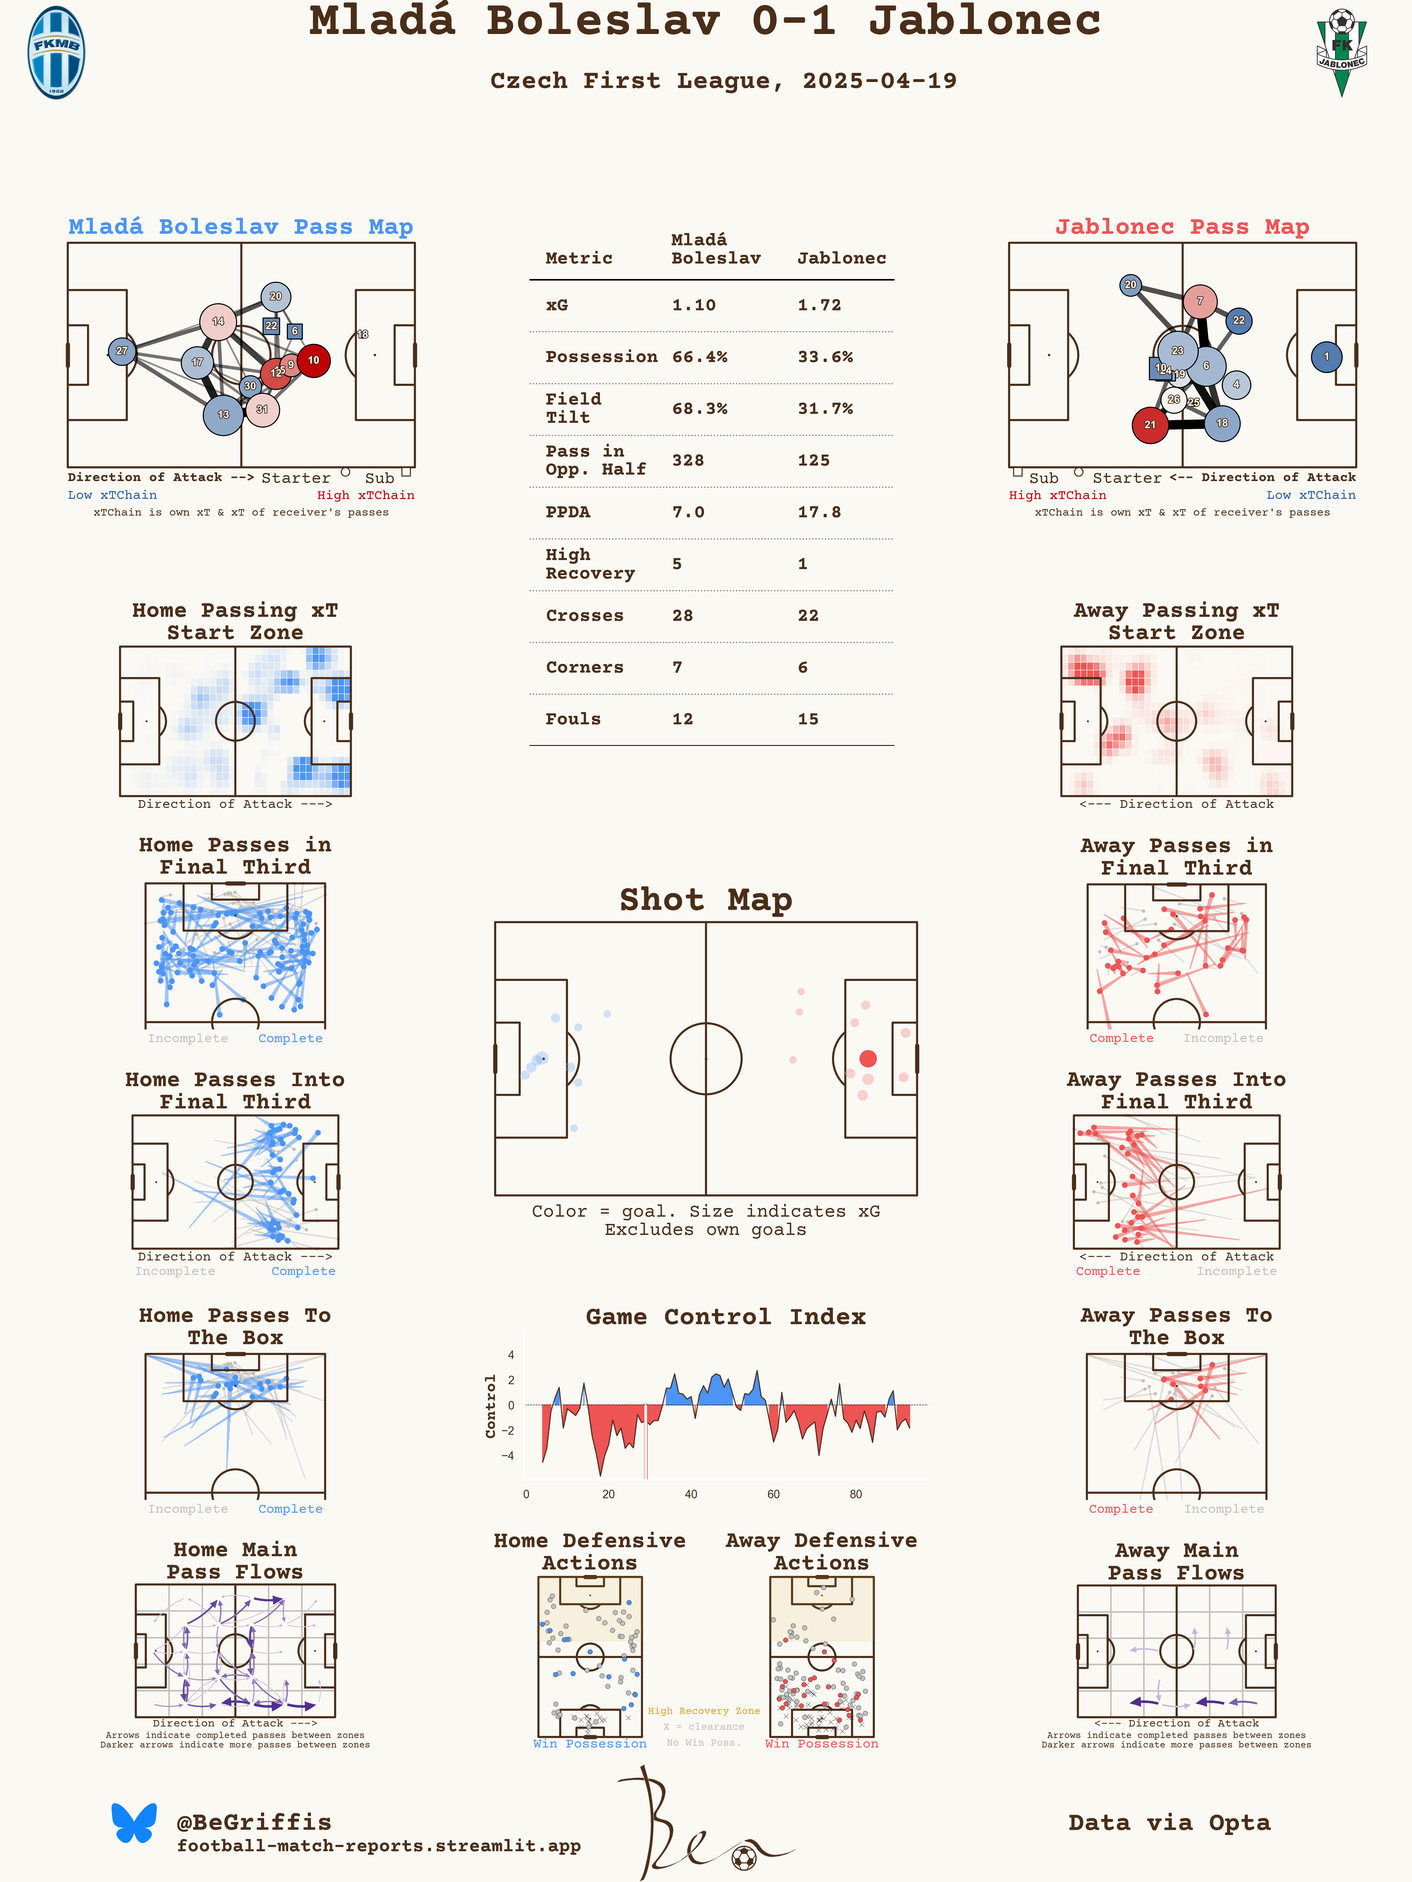 Mladá Boleslav 0-1 Jablonec
Czech First League, 2025-04-19
FKMB
1902
FK
JABLONEC
Mladá Boleslav Pass Map
27
14
17
13
20
22
6
12
9
10
30
31
18
Direction of Attack --> Starter Sub
Low xTChain High xTChain
xTChain is own xT & xT of receiver's passes
Metric Mladá Boleslav Jablonec
xG 1.10 1.72
Possession 66.4% 33.6%
Field Tilt 68.3% 31.7%
Pass in Opp. Half 328 125
PPDA 7.0 17.8
High Recovery 5 1
Crosses 28 22
Corners 7 6
Fouls 12 15
Jablonec Pass Map
20
7
22
23
6
10
19
4
26
25
21
18
1
Sub Starter <-- Direction of Attack
High xTChain Low xTChain
xTChain is own xT & xT of receiver's passes
Home Passing xT
Start Zone
Direction of Attack --->
Away Passing xT
Start Zone
<--- Direction of Attack
Home Passes in
Final Third
Incomplete Complete
Away Passes in
Final Third
Complete Incomplete
Shot Map
Color = goal. Size indicates xG
Excludes own goals
Home Passes Into
Final Third
Direction of Attack --->
Incomplete Complete
Away Passes Into
Final Third
<--- Direction of Attack
Complete Incomplete
Home Passes To
The Box
Incomplete Complete
Game Control Index
Control
4
2
0
−2
−4
0 20 40 60 80
Away Passes To
The Box
Complete Incomplete
Home Main
Pass Flows
Direction of Attack --->
Arrows indicate completed passes between zones
Darker arrows indicate more passes between zones
Home Defensive
Actions
Win Possession
High Recovery Zone
X = clearance
No Win Poss.
Away Defensive
Actions
Win Possession
Away Main
Pass Flows
<--- Direction of Attack
Arrows indicate completed passes between zones
Darker arrows indicate more passes between zones
@BeGriffis
football-match-reports.streamlit.app
Ben
Data via Opta